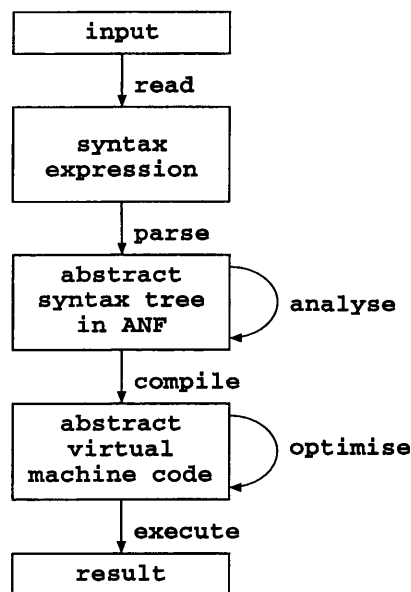 input
read
syntax
expression
parse
abstract
syntax tree
in ANF
analyse
compile
abstract
virtual
machine code
optimise
execute
result